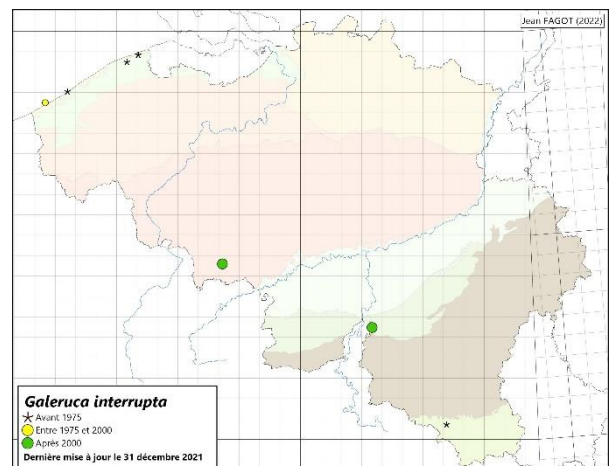 Jean FAGOT (2022)
Galeruca interrupta
Avant 1975
Entre 1975 et 2000
Après 2000
Dernière mise à jour le 31 décembre 2021